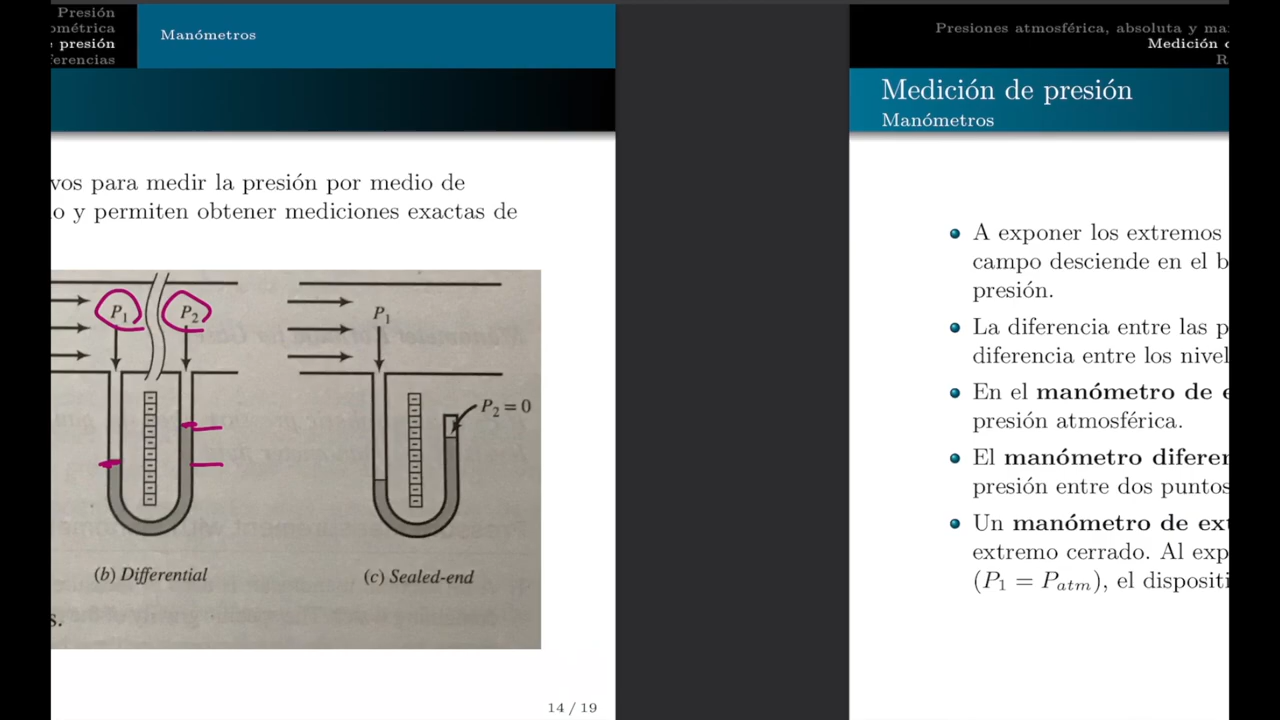 Presión
ométrica
e presión
ferencias
Manómetros
vos para medir la presión por medio de
o y permiten obtener mediciones exactas de
P1
P2
P1
P2 = 0
(b) Differential
(c) Sealed-end
s.
14 / 19
Presiones atmosférica, absoluta y ma
Medición
R
Medición de presión
Manómetros
A exponer los extremos
campo desciende en el b
presión.
La diferencia entre las p
diferencia entre los nivel
En el manómetro de e
presión atmosférica.
El manómetro diferen
presión entre dos puntos
Un manómetro de ext
extremo cerrado. Al exp
(P1 = Patm), el dispositi